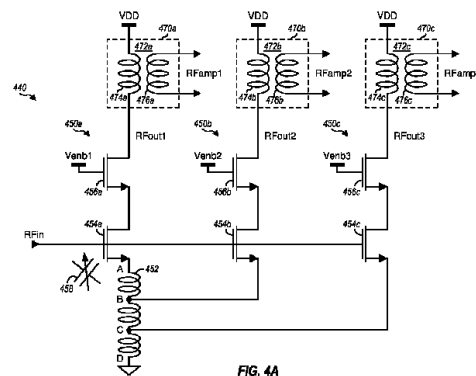 VDD 470a VDD 470b VDD 470c
472a 472b 472c
RFamp1 RFamp2 RFamp
474a 476a 474b 476b 474c 476c
440
450a RFout1 450b RFout2 450c RFout3
Venb1 Venb2 Venb3
456a 456b 456c
RFin 454a 454b 454c
458 A 452
B
C
D
FIG. 4A